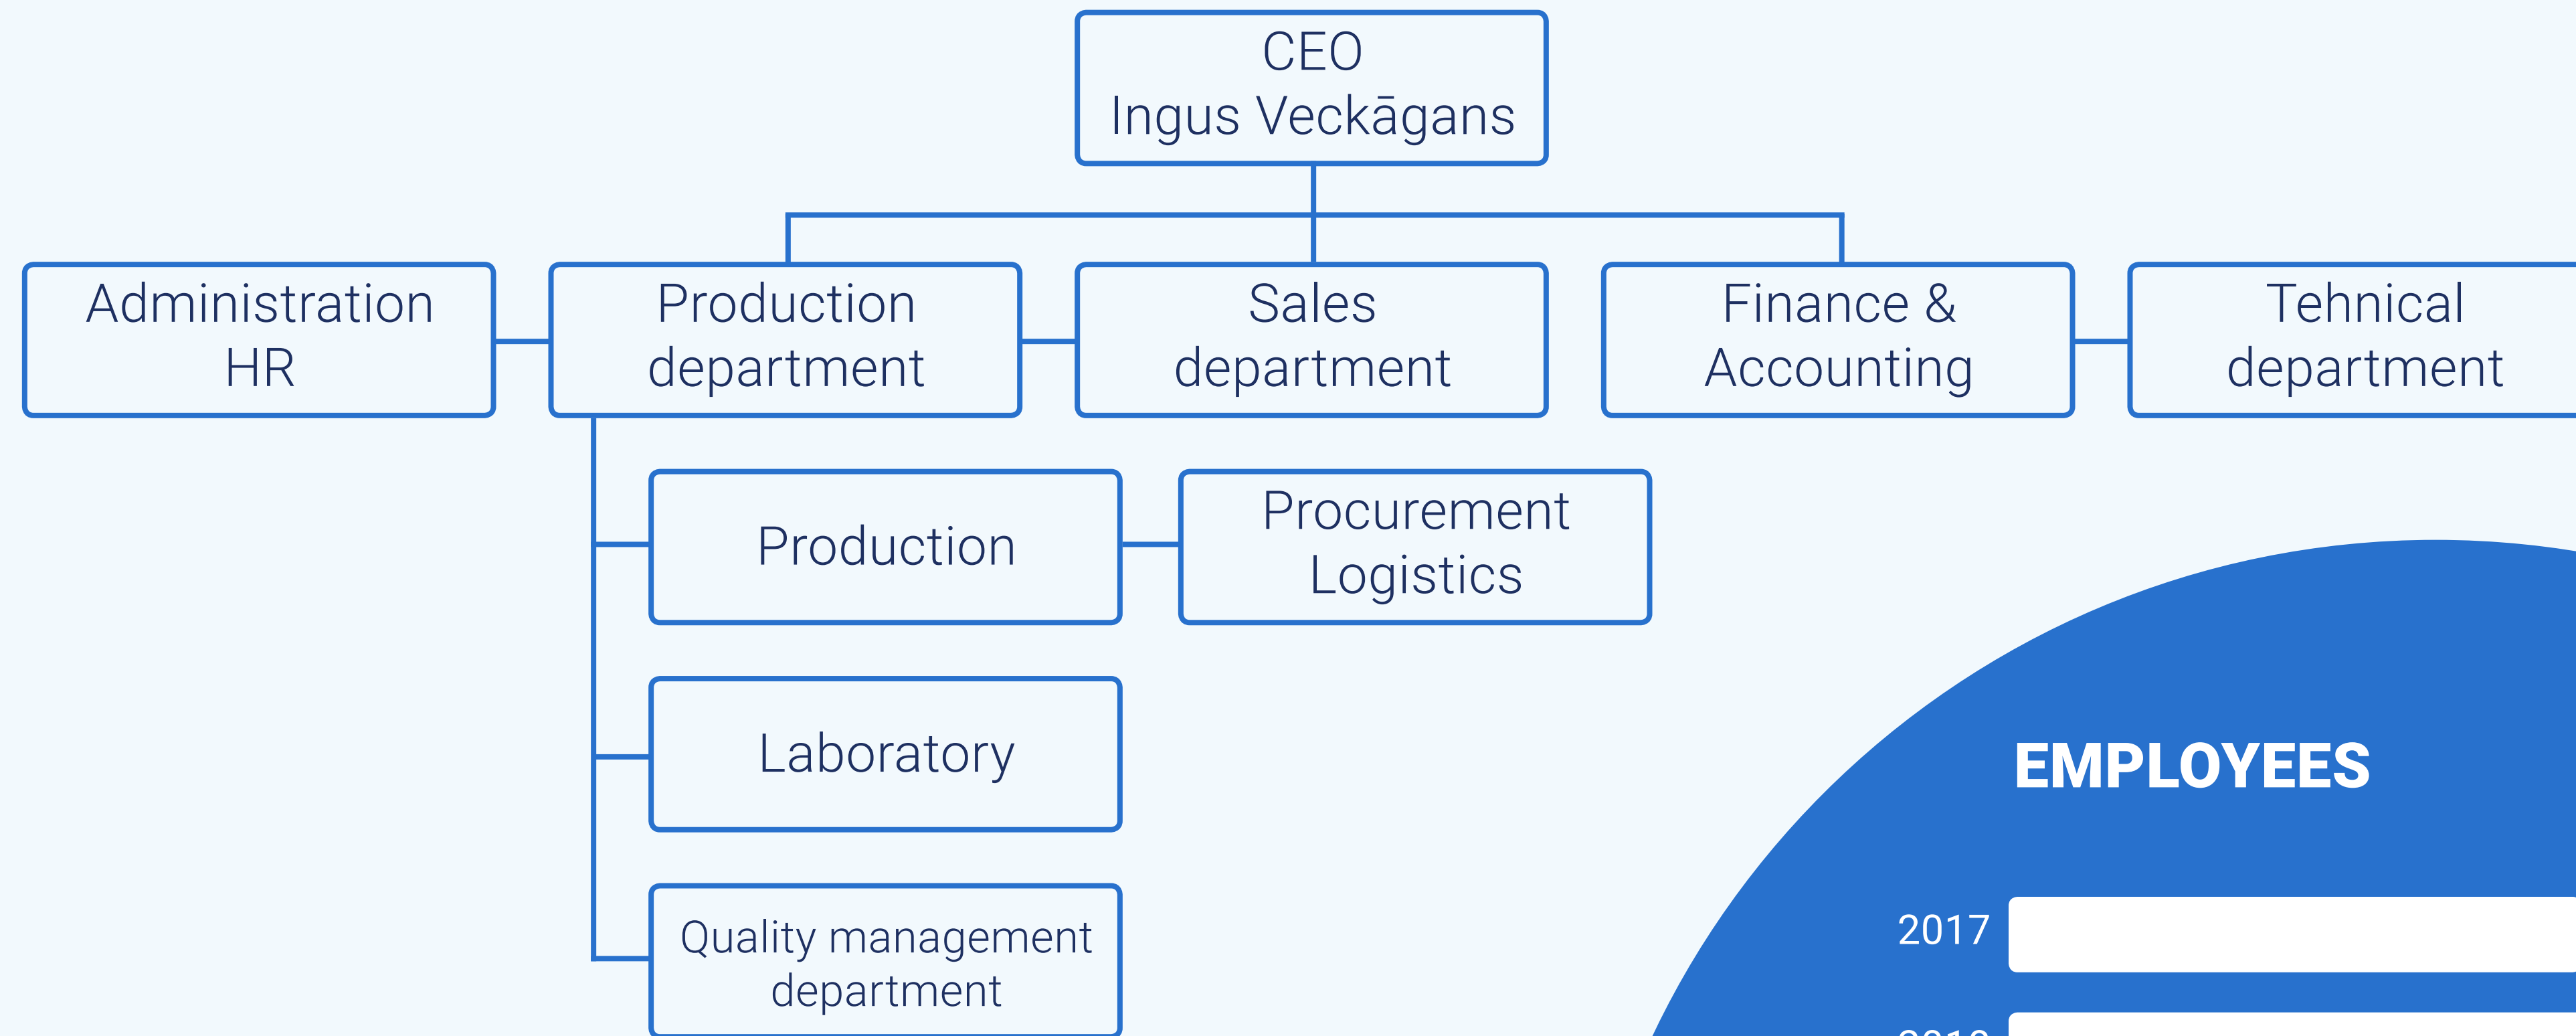 CEO
Ingus Veckāgans
Administration
HR
Production
department
Sales
department
Finance &
Accounting
Tehnical
department
Production
Procurement
Logistics
Laboratory
Quality management
department
EMPLOYEES
2017